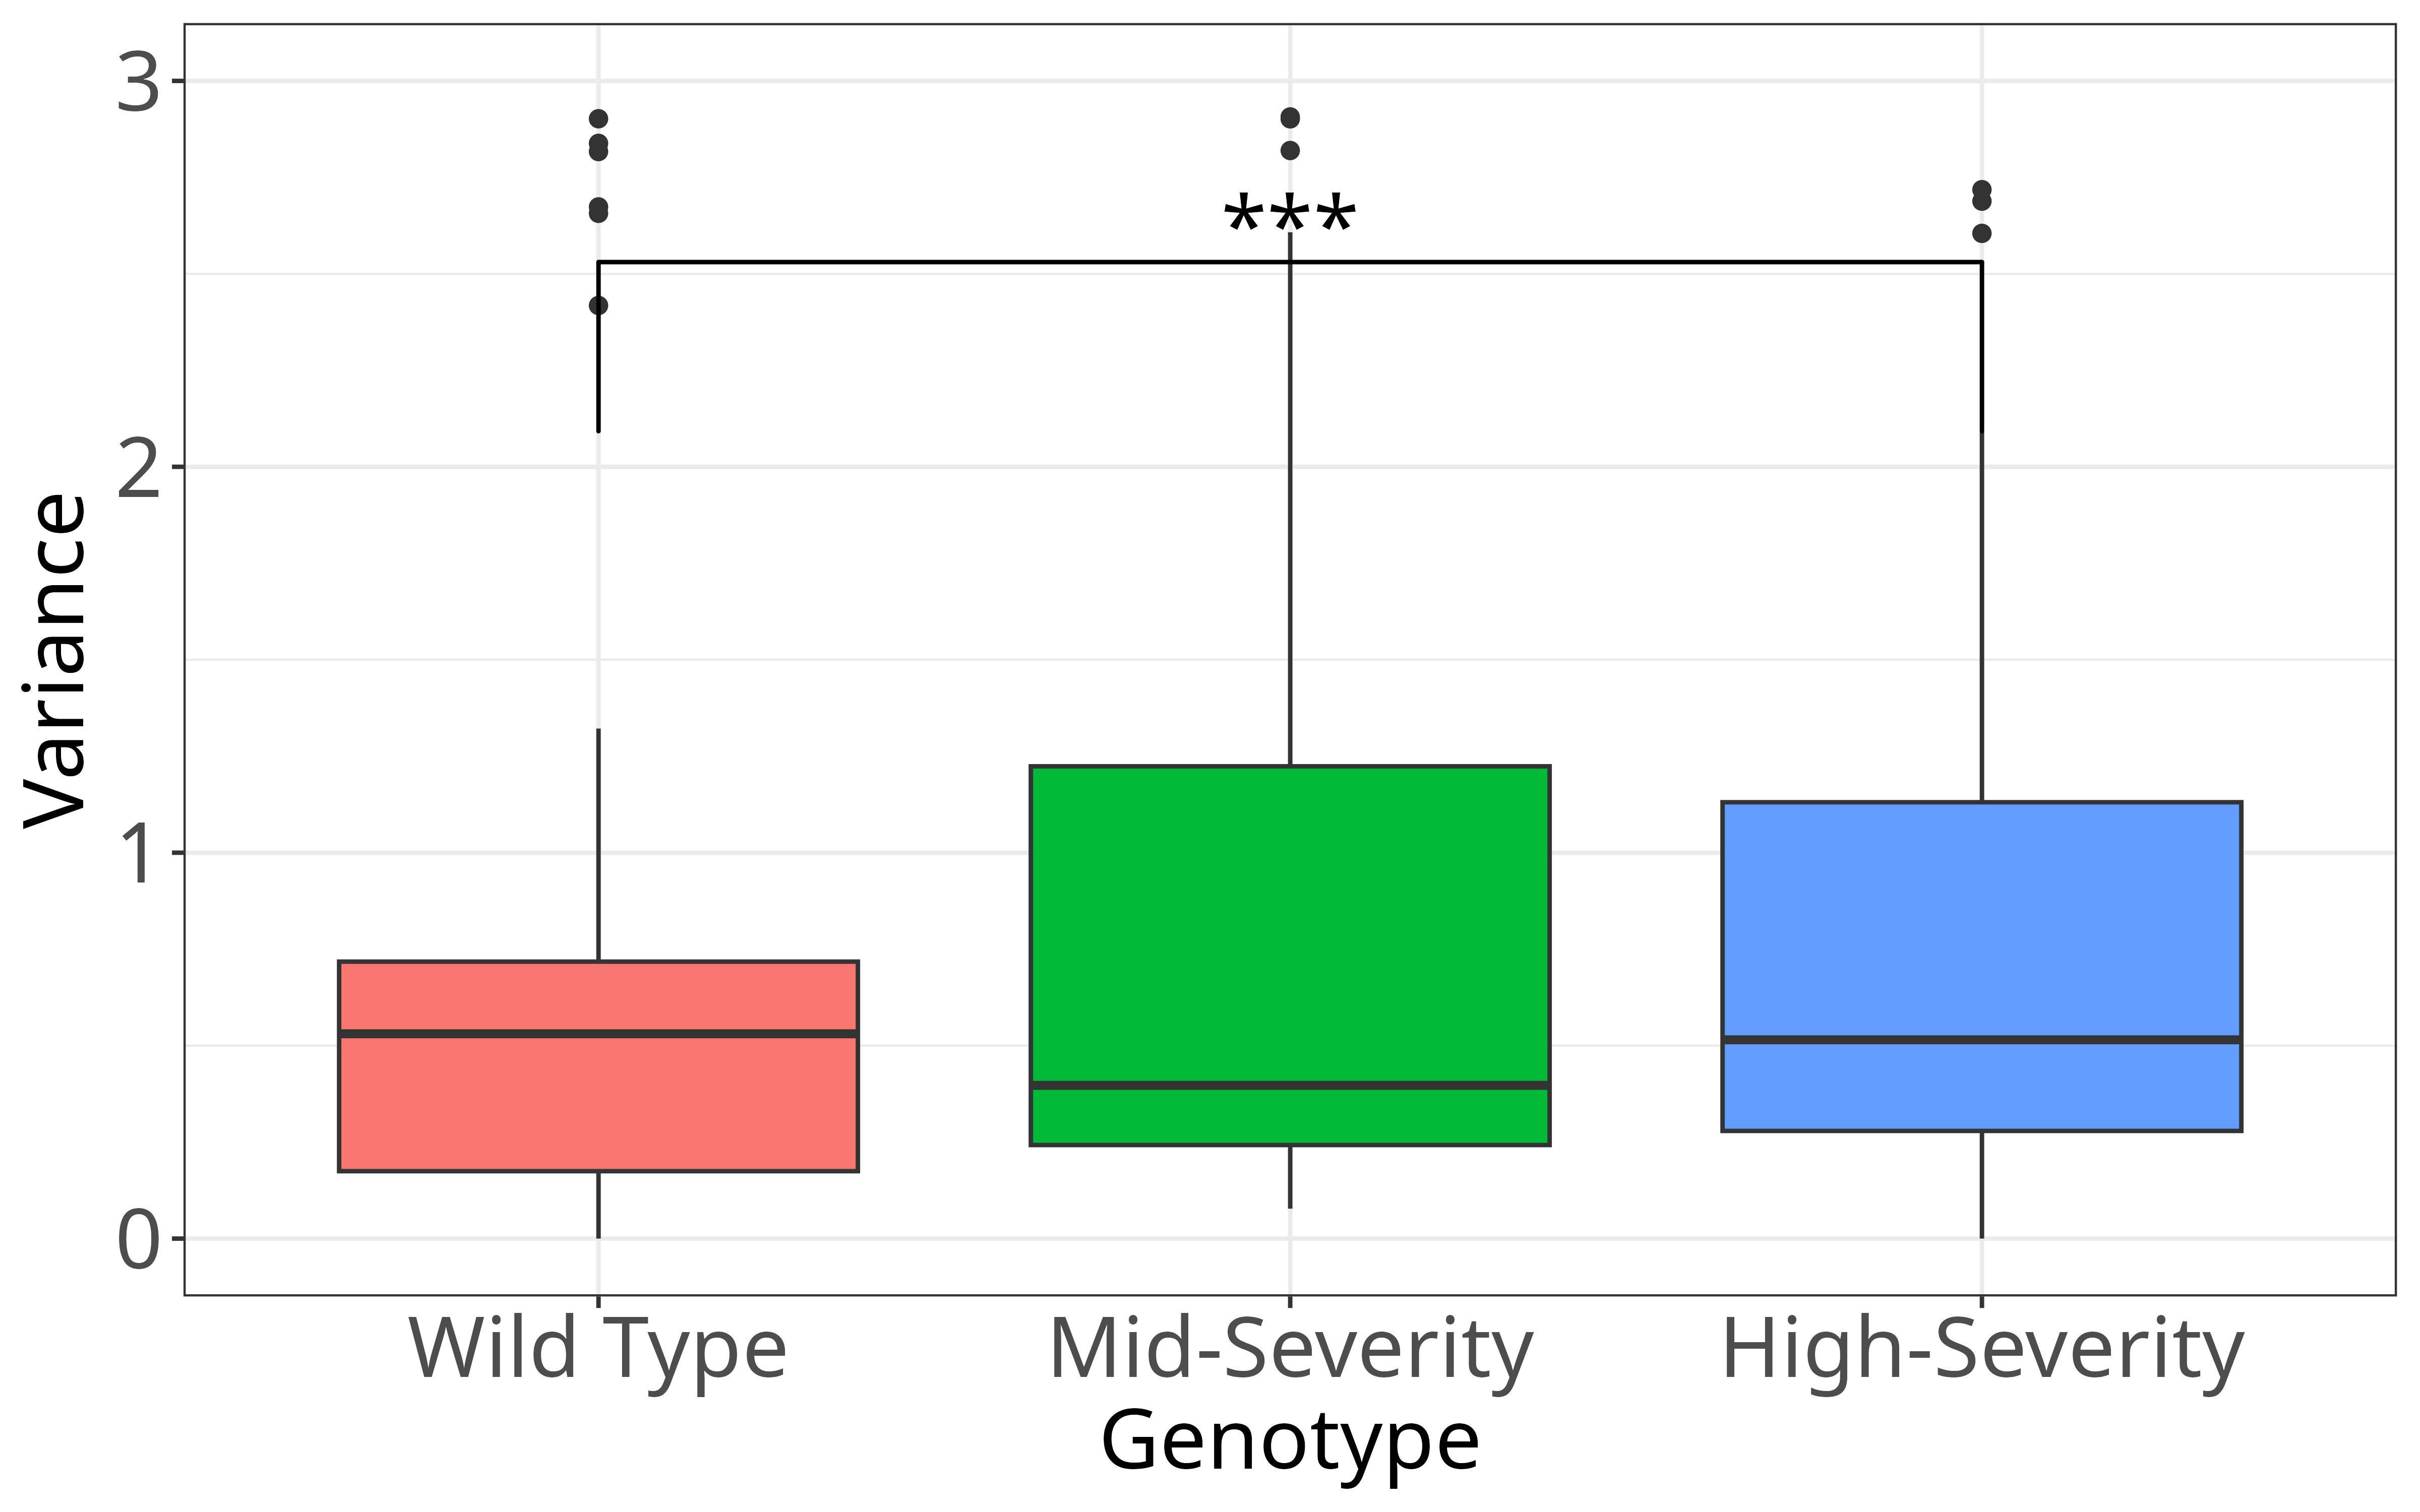 3
***
2
Variance
1
0
Wild Type Mid-Severity High-Severity
Genotype